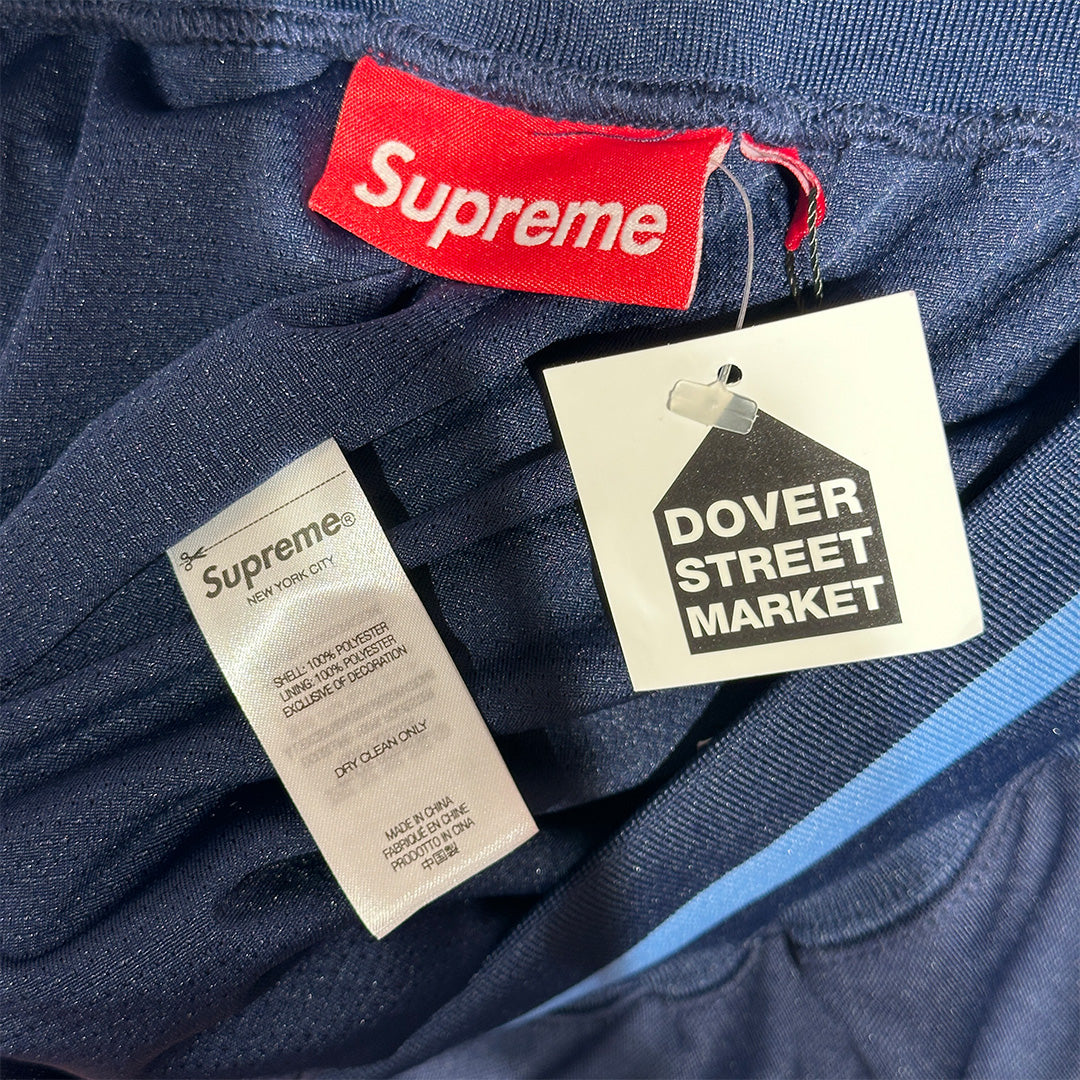 Supreme
DOVER
STREET
MARKET
Supreme®
NEW YORK CITY
SHELL: 100% POLYESTER
LINING: 100% POLYESTER
EXCLUSIVE OF DECORATION
DRY CLEAN ONLY
MADE IN CHINA
FABRIQUÉ EN CHINE
PRODOTTO IN CINA
中国製